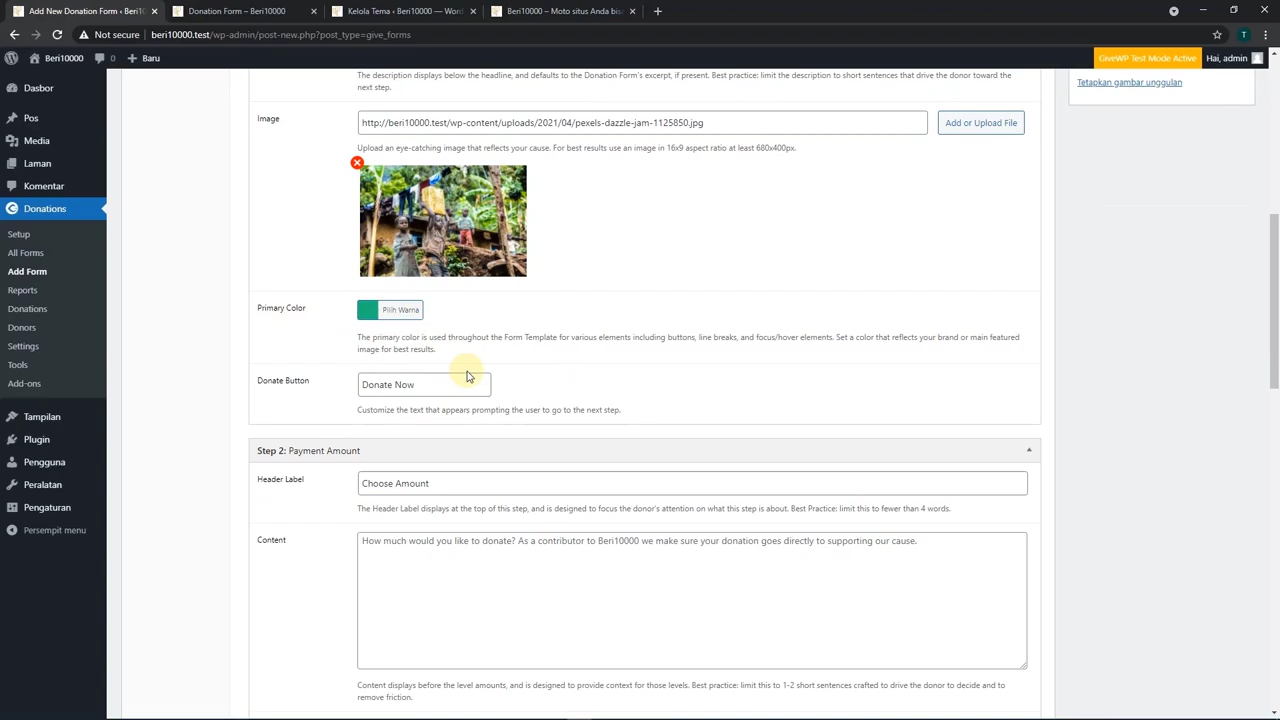 Add New Donation Form ‹ Beri10
Donation Form – Beri10000
Kelola Tema ‹ Beri10000 — Word
Beri10000 – Moto situs Anda bisa
Not secure
beri10000.test/wp-admin/post-new.php?post_type=give_forms
T
Beri10000
0
Baru
GiveWP Test Mode Active
Hai, admin
Dasbor
Pos
Media
Laman
Komentar
Donations
Setup
All Forms
Add Form
Reports
Donations
Donors
Settings
Tools
Add-ons
Tampilan
Plugin
Pengguna
Peralatan
Pengaturan
Persempit menu
The description displays below the headline, and defaults to the Donation Form's excerpt, if present. Best practice: limit the description to short sentences that drive the donor toward the
next step.
Image
http://beri10000.test/wp-content/uploads/2021/04/pexels-dazzle-jam-1125850.jpg
Add or Upload File
Upload an eye-catching image that reflects your cause. For best results use an image in 16x9 aspect ratio at least 680x400px.
Primary Color
Pilih Warna
The primary color is used throughout the Form Template for various elements including buttons, line breaks, and focus/hover elements. Set a color that reflects your brand or main featured
image for best results.
Donate Button
Donate Now
Customize the text that appears prompting the user to go to the next step.
Step 2: Payment Amount
Header Label
Choose Amount
The Header Label displays at the top of this step, and is designed to focus the donor's attention on what this step is about. Best Practice: limit this to fewer than 4 words.
Content
How much would you like to donate? As a contributor to Beri10000 we make sure your donation goes directly to supporting our cause.
Content displays before the level amounts, and is designed to provide context for those levels. Best practice: limit this to 1-2 short sentences crafted to drive the donor to decide and to
remove friction.
Tetapkan gambar unggulan